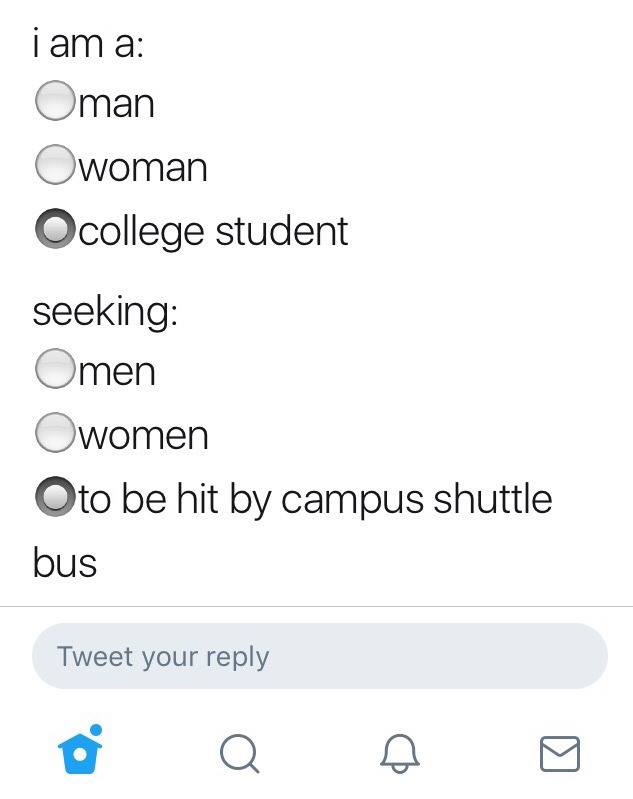 i am a:
man
woman
college student
seeking:
men
women
to be hit by campus shuttle
bus
Tweet your reply